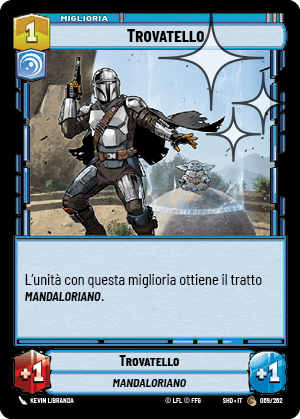 MIGLIORIA
1
TROVATELLO
L'unità con questa miglioria ottiene il tratto
MANDALORIANO.
+1
TROVATELLO
MANDALORIANO
+1
KEVIN LIBRANDA
© LFL © FFG
SHD • IT
069/262